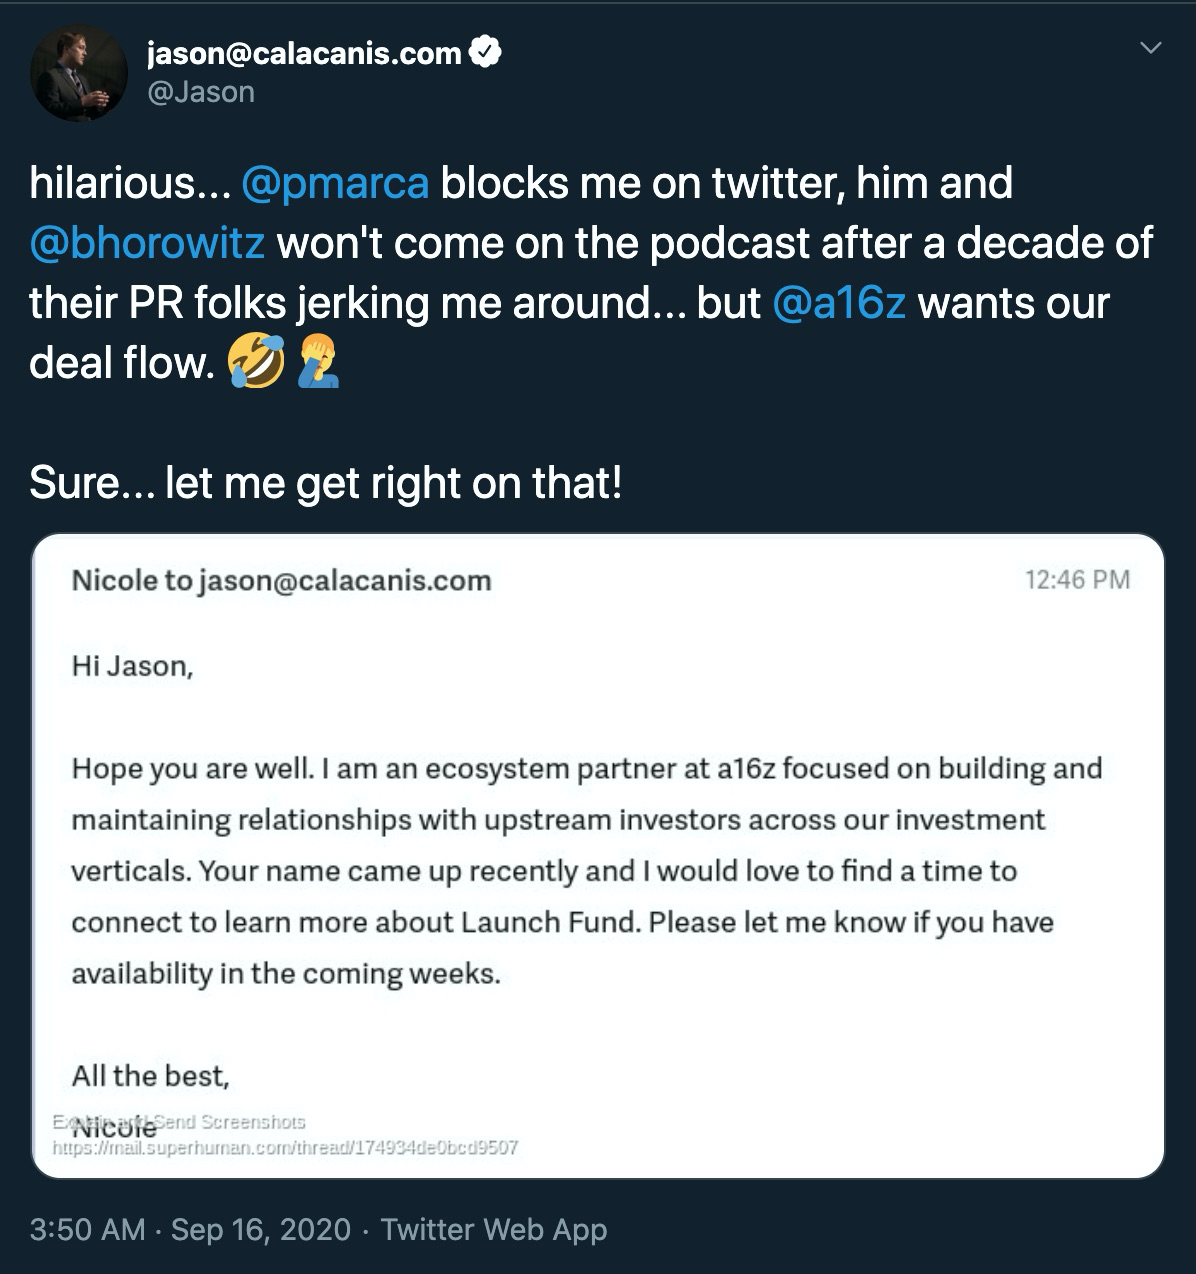 jason@calacanis.com
@Jason
hilarious... @pmarca blocks me on twitter, him and
@bhorowitz won't come on the podcast after a decade of
their PR folks jerking me around... but @a16z wants our
deal flow. 🤣 🤦‍♂️
Sure... let me get right on that!
Nicole to jason@calacanis.com 12:46 PM
Hi Jason,
Hope you are well. I am an ecosystem partner at a16z focused on building and
maintaining relationships with upstream investors across our investment
verticals. Your name came up recently and I would love to find a time to
connect to learn more about Launch Fund. Please let me know if you have
availability in the coming weeks.
All the best,
Nicole
Explain and Send Screenshots
https://mail.superhuman.com/thread/174934de0bcd9507
3:50 AM · Sep 16, 2020 · Twitter Web App